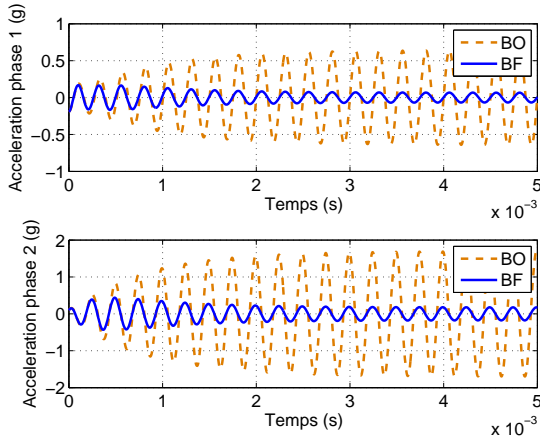 Acceleration phase 1 (g)
1
0.5
0
−0.5
−1
BO
BF
0 1 2 3 4 5
Temps (s)
x 10⁻³
Acceleration phase 2 (g)
2
1
0
−1
−2
BO
BF
0 1 2 3 4 5
Temps (s)
x 10⁻³